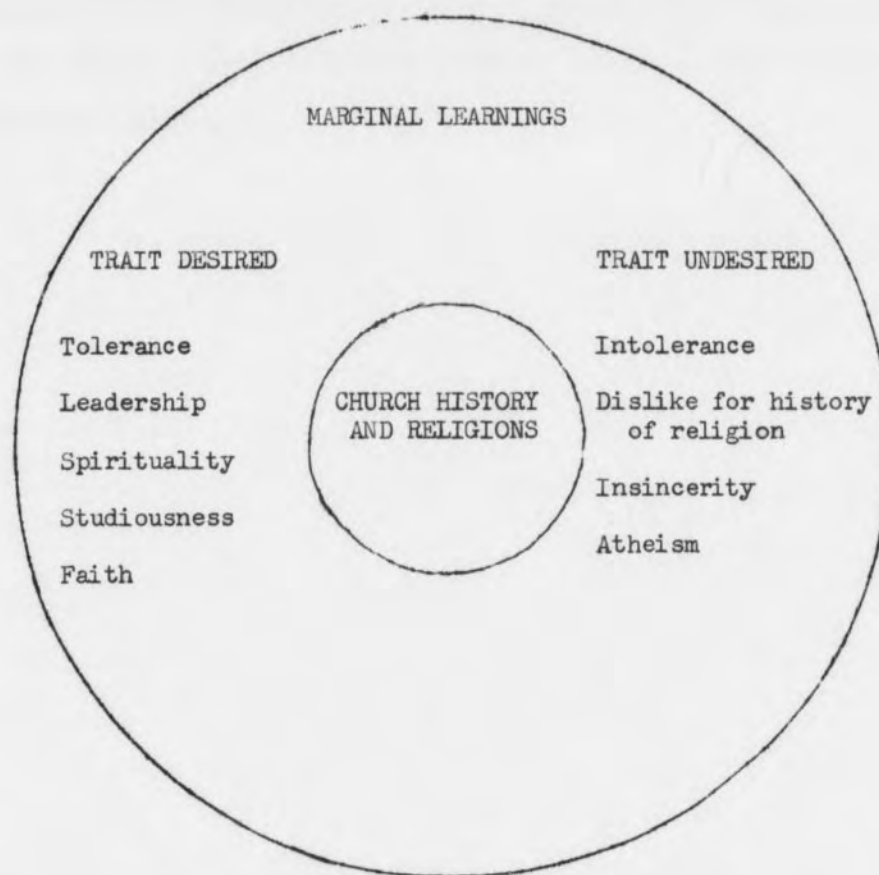 MARGINAL LEARNINGS
TRAIT DESIRED
Tolerance
Leadership
Spirituality
Studiousness
Faith
CHURCH HISTORY
AND RELIGIONS
TRAIT UNDESIRED
Intolerance
Dislike for history
of religion
Insincerity
Atheism